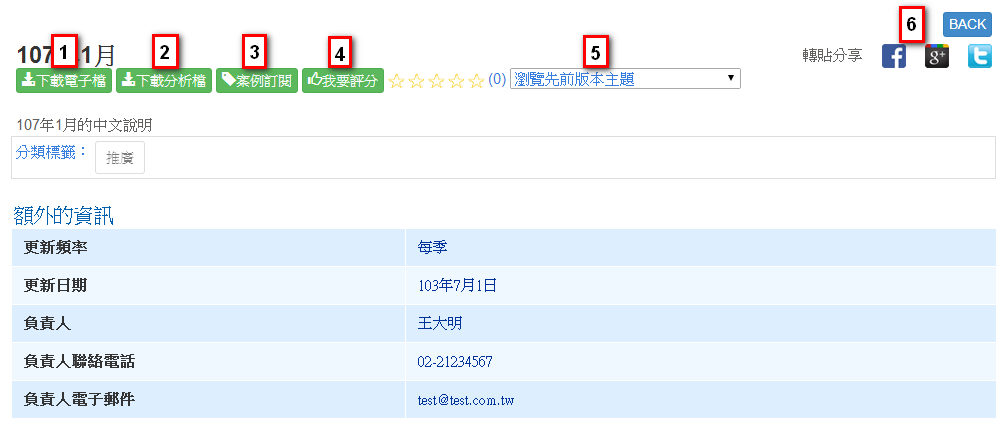 6 BACK
107年1月 轉貼分享
1 2 3 4 5
下載電子檔 下載分析檔 案例訂閱 我要評分 (0) 瀏覽先前版本主題
107年1月的中文說明
分類標籤： 推廣
額外的資訊
更新頻率 每季
更新日期 103年7月1日
負責人 王大明
負責人聯絡電話 02-21234567
負責人電子郵件 test@test.com.tw